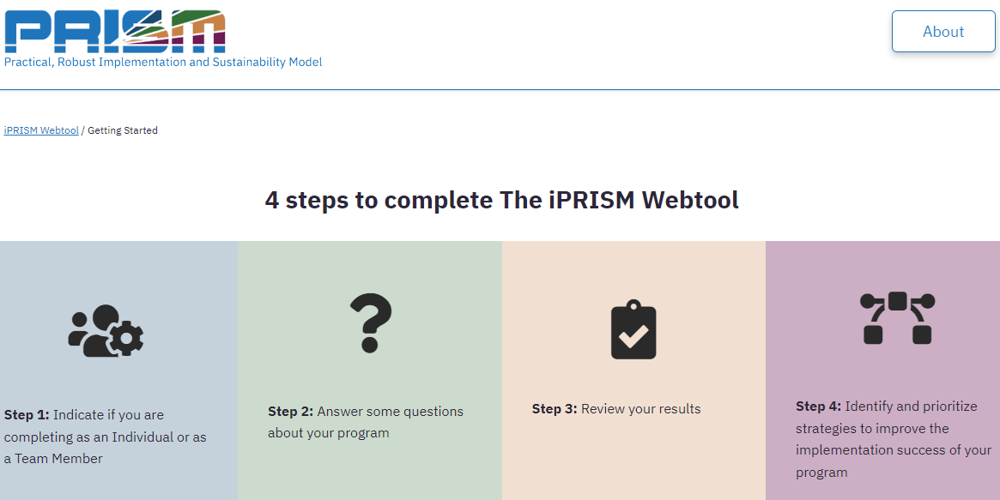 PRISM
Practical, Robust Implementation and Sustainability Model
About
iPRISM Webtool / Getting Started
4 steps to complete The iPRISM Webtool
Step 1: Indicate if you are
completing as an Individual or as
a Team Member
Step 2: Answer some questions
about your program
Step 3: Review your results
Step 4: Identify and prioritize
strategies to improve the
implementation success of your
program